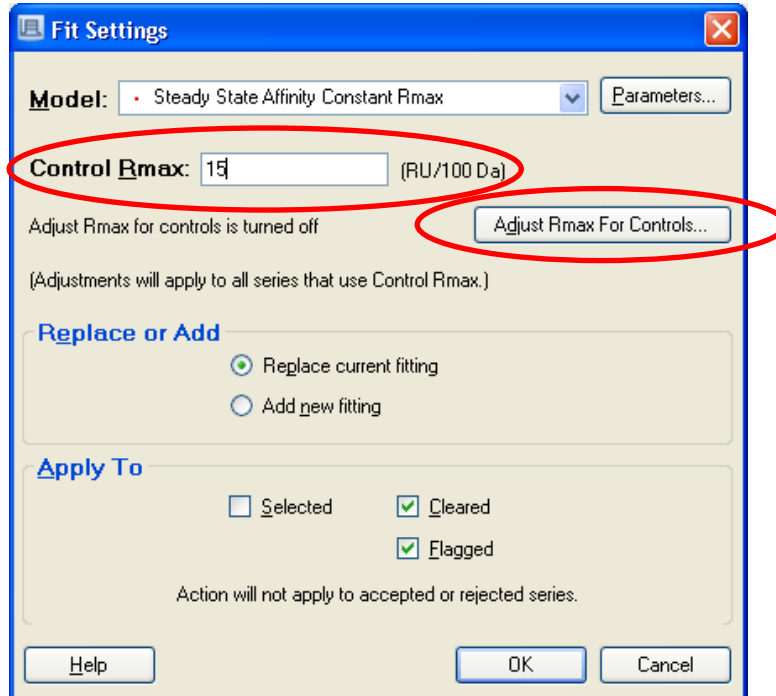 Fit Settings
Model: Steady State Affinity Constant Rmax Parameters...
Control Rmax: 15 (RU/100 Da)
Adjust Rmax for controls is turned off Adjust Rmax For Controls...
(Adjustments will apply to all series that use Control Rmax.)
Replace or Add
Replace current fitting
Add new fitting
Apply To
Selected Cleared
Flagged
Action will not apply to accepted or rejected series.
Help OK Cancel